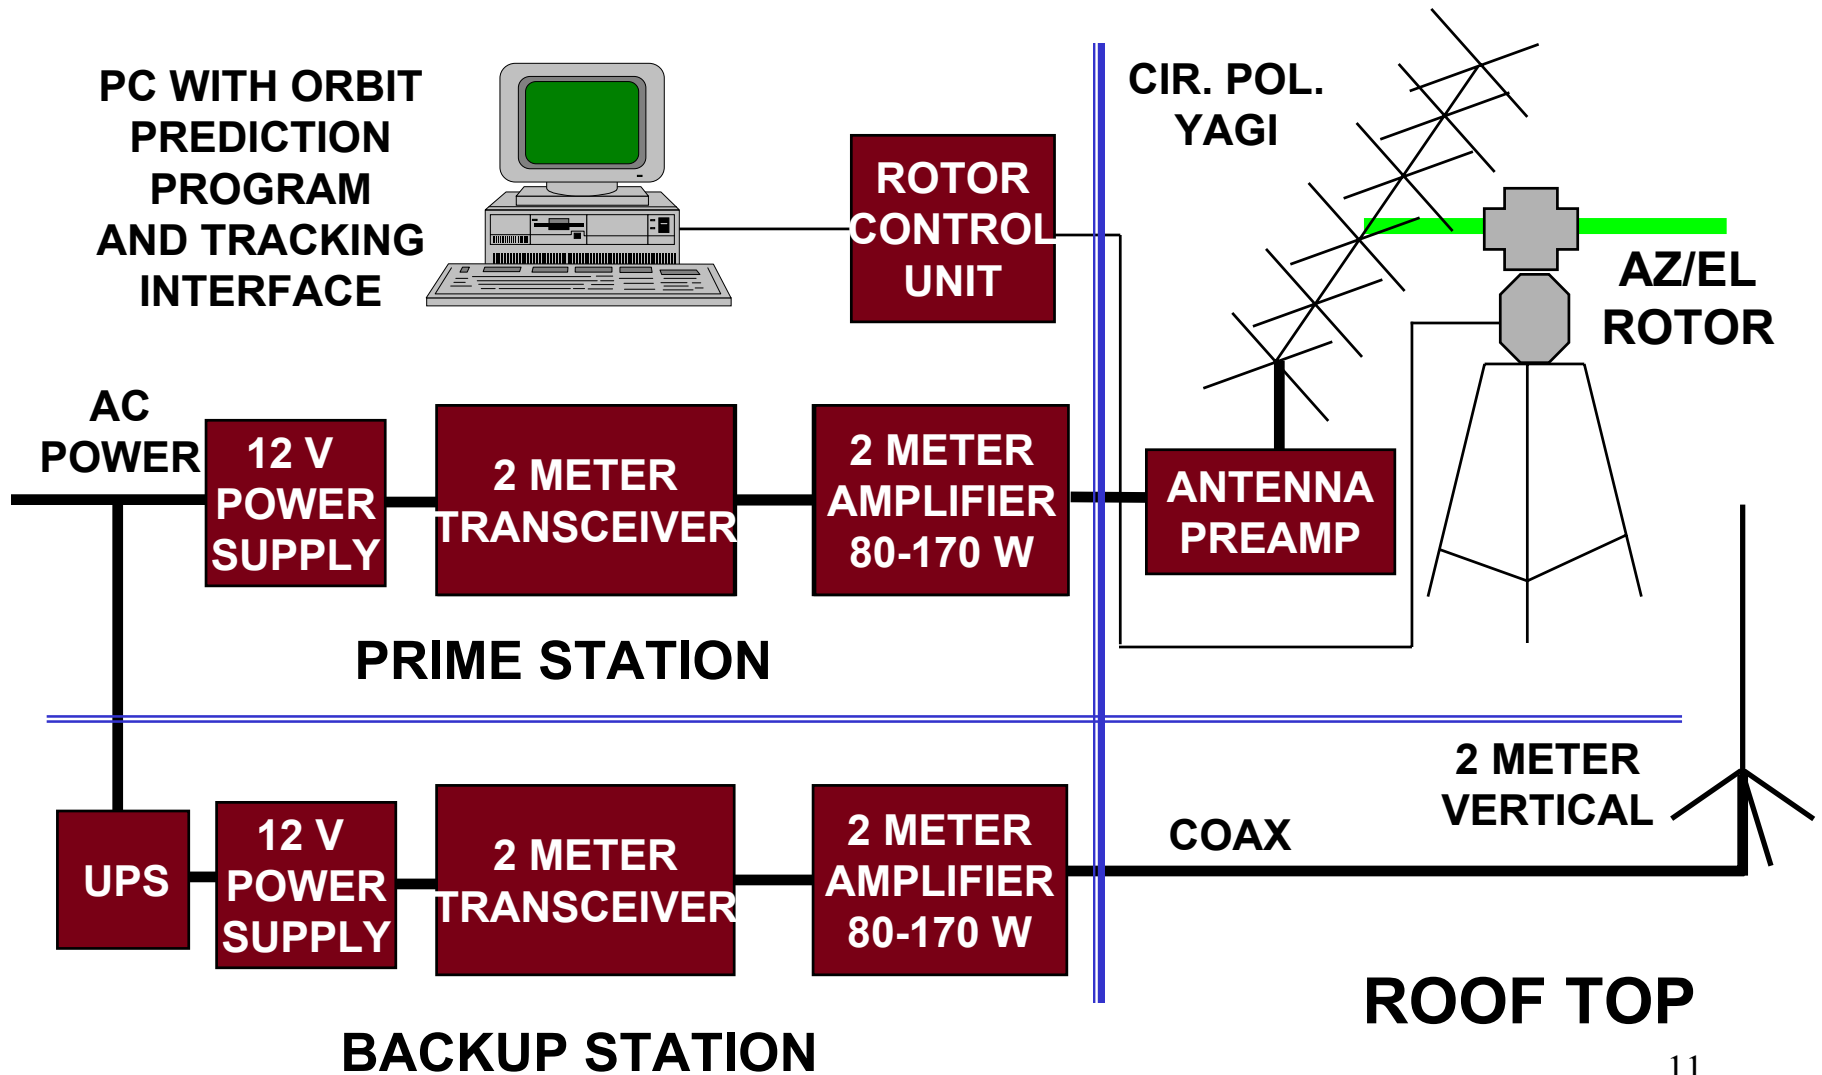 PC WITH ORBIT
PREDICTION
PROGRAM
AND TRACKING
INTERFACE
ROTOR
CONTROL
UNIT
CIR. POL.
YAGI
AZ/EL
ROTOR
AC
POWER
12 V
POWER
SUPPLY
2 METER
TRANSCEIVER
2 METER
AMPLIFIER
80-170 W
ANTENNA
PREAMP
PRIME STATION
UPS
12 V
POWER
SUPPLY
2 METER
TRANSCEIVER
2 METER
AMPLIFIER
80-170 W
COAX
2 METER
VERTICAL
ROOF TOP
BACKUP STATION
11